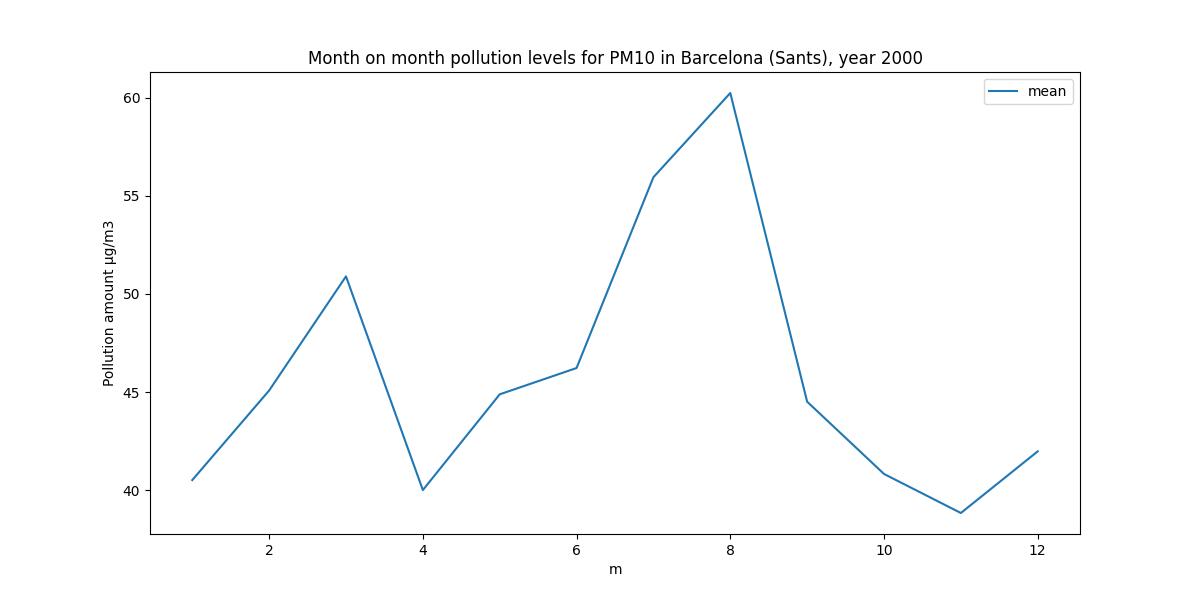 Month on month pollution levels for PM10 in Barcelona (Sants), year 2000
mean
60
55
50
45
40
Pollution amount µg/m3
2 4 6 8 10 12
m